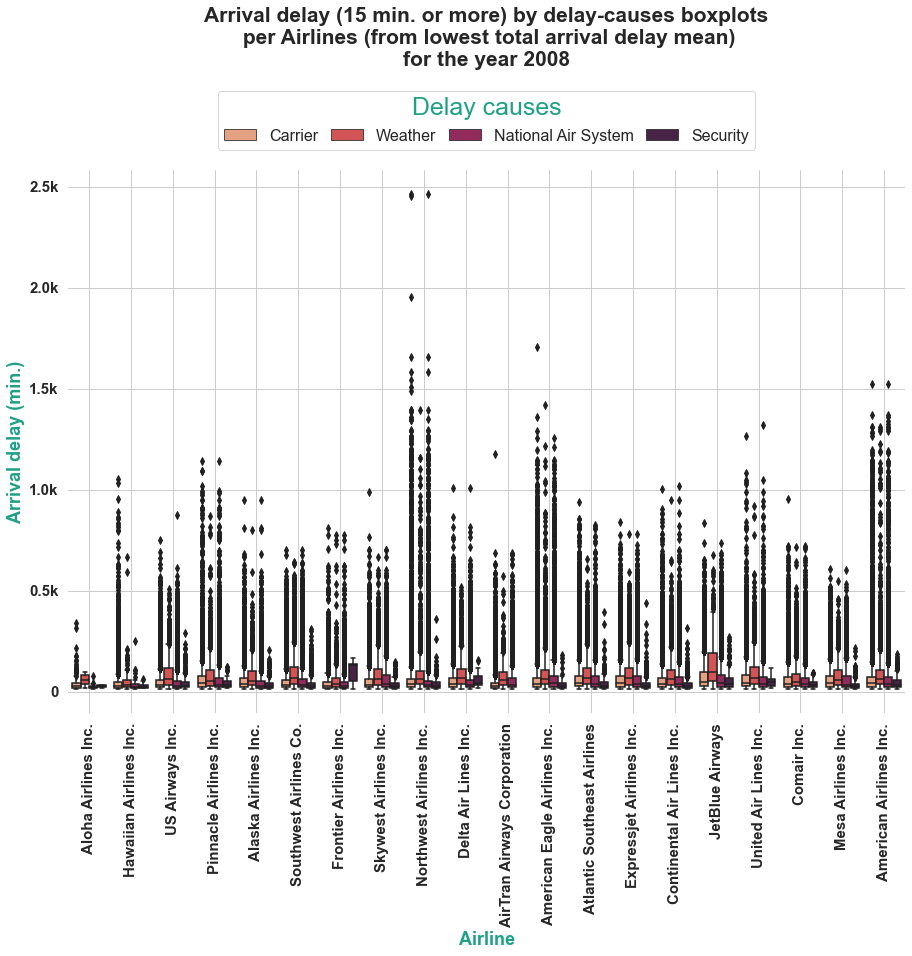 Arrival delay (15 min. or more) by delay-causes boxplots
per Airlines (from lowest total arrival delay mean)
for the year 2008
Delay causes
Carrier Weather National Air System Security
Arrival delay (min.)
2.5k
2.0k
1.5k
1.0k
0.5k
0
Aloha Airlines Inc.
Hawaiian Airlines Inc.
US Airways Inc.
Pinnacle Airlines Inc.
Alaska Airlines Inc.
Southwest Airlines Co.
Frontier Airlines Inc.
Skywest Airlines Inc.
Northwest Airlines Inc.
Delta Air Lines Inc.
AirTran Airways Corporation
American Eagle Airlines Inc.
Atlantic Southeast Airlines
Expressjet Airlines Inc.
Continental Air Lines Inc.
JetBlue Airways
United Air Lines Inc.
Comair Inc.
Mesa Airlines Inc.
American Airlines Inc.
Airline